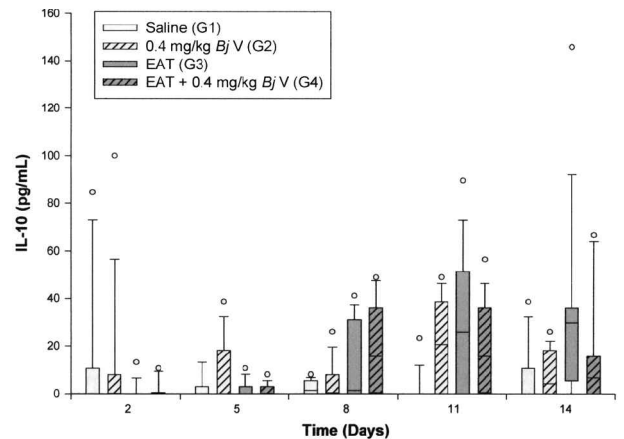 160
140
120
100
80
60
40
20
0
IL-10 (pg/mL)
Saline (G1)
0.4 mg/kg Bj V (G2)
EAT (G3)
EAT + 0.4 mg/kg Bj V (G4)
2 5 8 11 14
Time (Days)